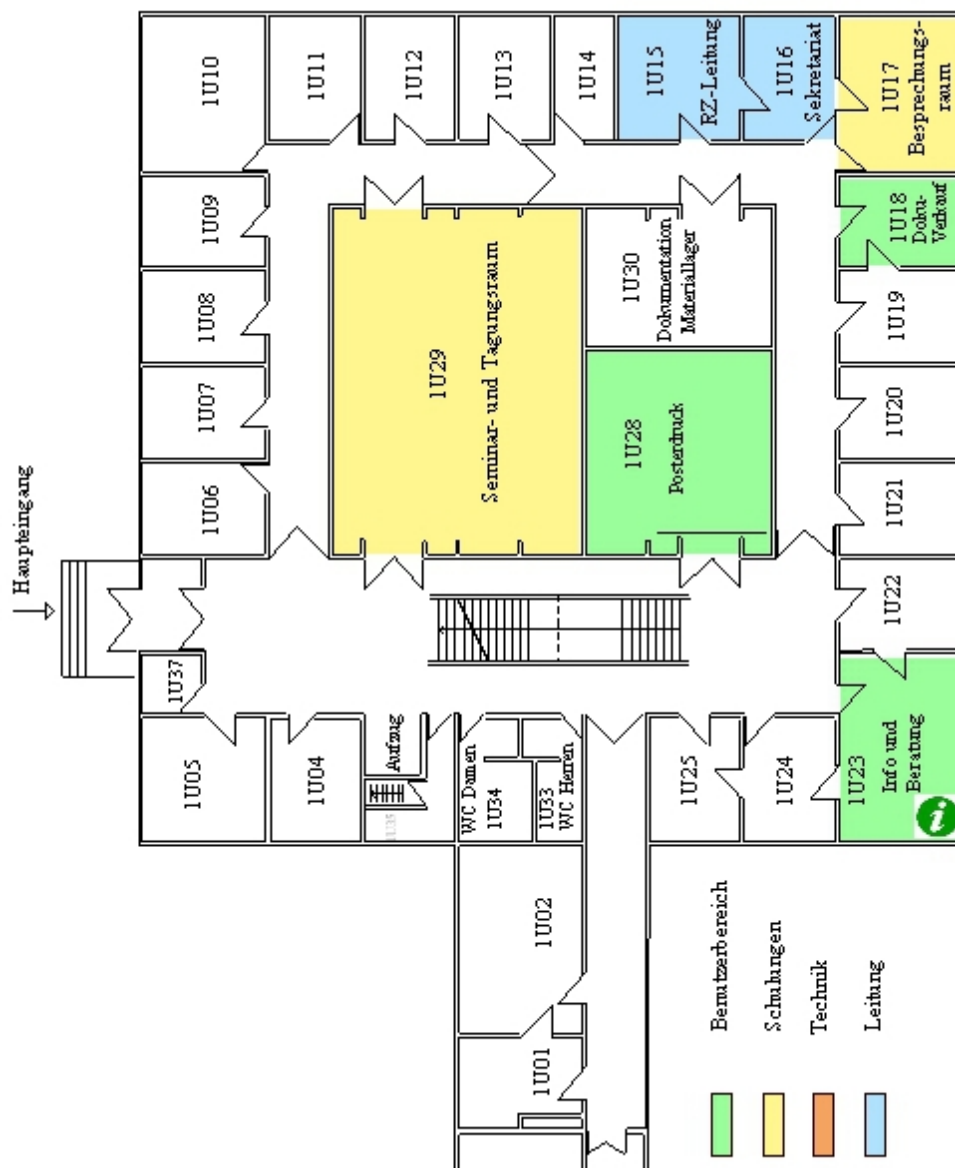 1U10
1U11
1U12
1U13
1U14
1U15
RZ-Leitung
1U16
Sekretariat
1U17
Besprechungs-
raum
1U09
1U18
Doku-
Verkauf
1U08
1U29
Seminar- und Tagungsraum
1U30
Dokumentation
Materiallager
1U19
1U07
1U28
Posterdruck
1U20
1U06
1U21
Haupteingang
1U22
1U37
1U05
1U04
Aufzug
1U35
WC Damen
1U34
1U33
WC Herren
1U25
1U24
1U23
Info und
Beratung
i
1U02
1U01
Benutzerbereich
Schulungen
Technik
Leitung